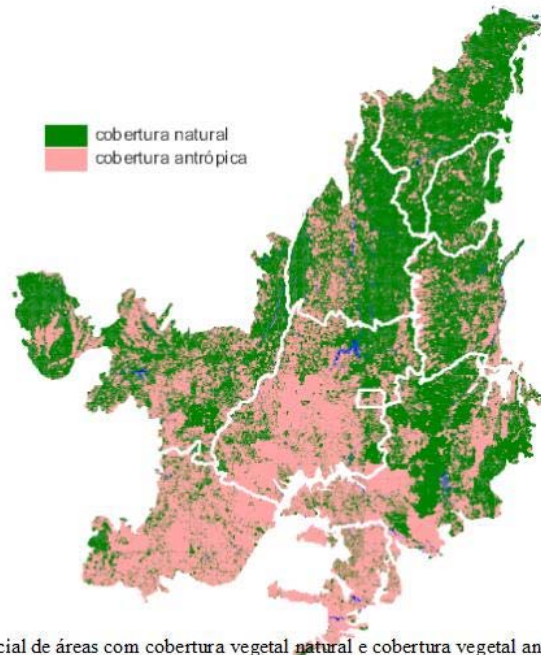 cobertura natural
cobertura antrópica
cial de áreas com cobertura vegetal natural e cobertura vegetal an